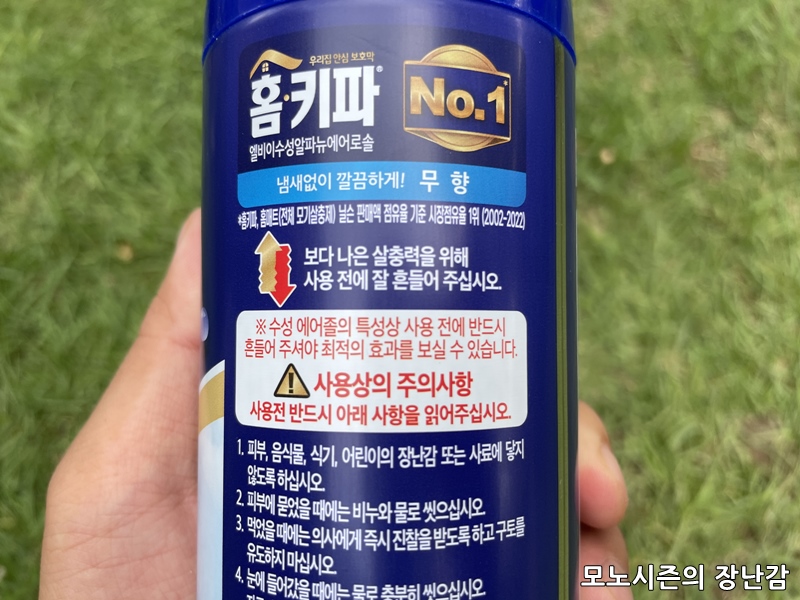 우리집 안심 보호막
홈·키파®
No.1*
엘비이수성알파뉴에어로솔
냄새없이 깔끔하게! 무 향
*홈키파, 홈매트(전체 모기살충제) 닐슨 판매액 점유율 기준 시장점유율 1위 (2002-2022)
보다 나은 살충력을 위해
사용 전에 잘 흔들어 주십시오.
※ 수성 에어졸의 특성상 사용 전에 반드시
흔들어 주셔야 최적의 효과를 보실 수 있습니다.
사용상의 주의사항
사용전 반드시 아래 사항을 읽어주십시오.
1. 피부, 음식물, 식기, 어린이의 장난감 또는 사료에 닿지
않도록 하십시오.
2. 피부에 묻었을 때에는 비누와 물로 씻으십시오.
3. 먹었을 때에는 의사에게 즉시 진찰을 받도록 하고 구토를
유도하지 마십시오.
4. 눈에 들어갔을 때에는 물로 충분히 씻으십시오.
모노시즌의 장난감